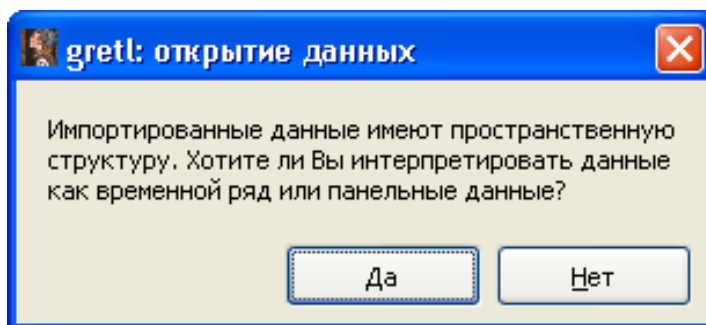 gretl: открытие данных
Импортированные данные имеют пространственную
структуру. Хотите ли Вы интерпретировать данные
как временной ряд или панельные данные?
Да
Нет